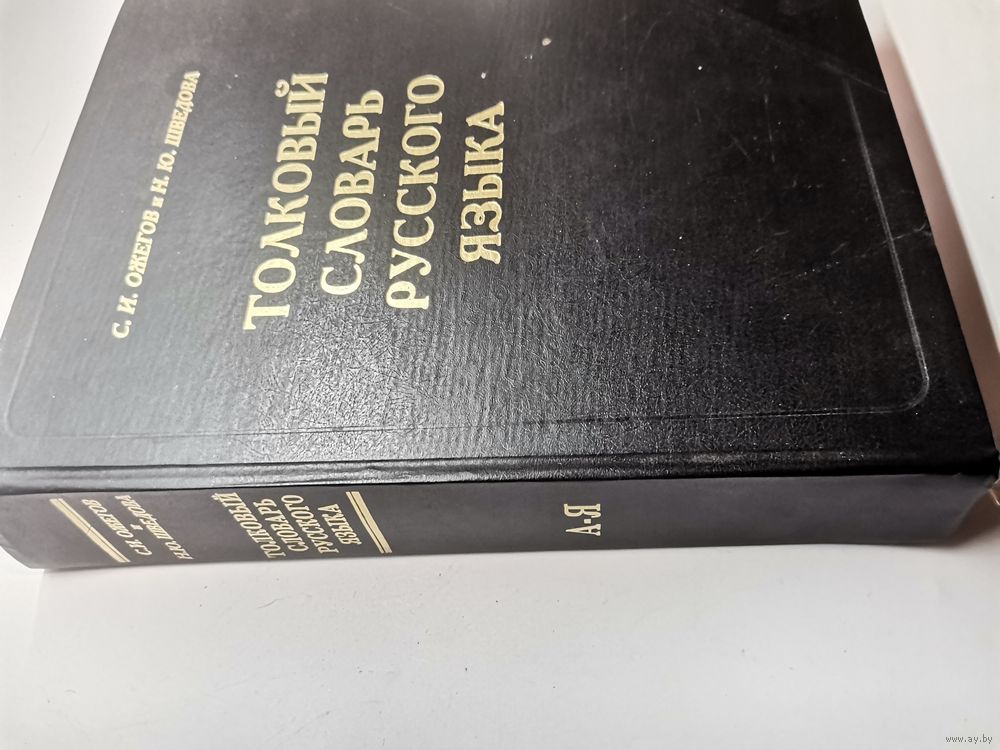 С. И. ОЖЕГОВ и Н. Ю. ШВЕДОВА
ТОЛКОВЫЙ
СЛОВАРЬ
РУССКОГО
ЯЗЫКА
С.И. ОЖЕГОВ
и
Н.Ю. ШВЕДОВА
ТОЛКОВЫЙ
СЛОВАРЬ
РУССКОГО
ЯЗЫКА
А-Я
www.ay.by